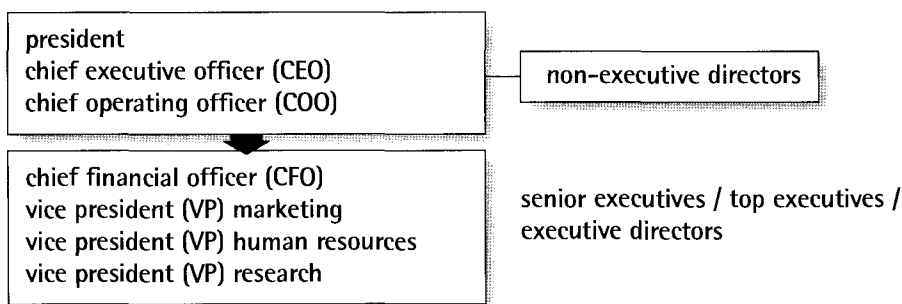 president
chief executive officer (CEO)
chief operating officer (COO)
non-executive directors
chief financial officer (CFO)
vice president (VP) marketing
vice president (VP) human resources
vice president (VP) research
senior executives / top executives /
executive directors